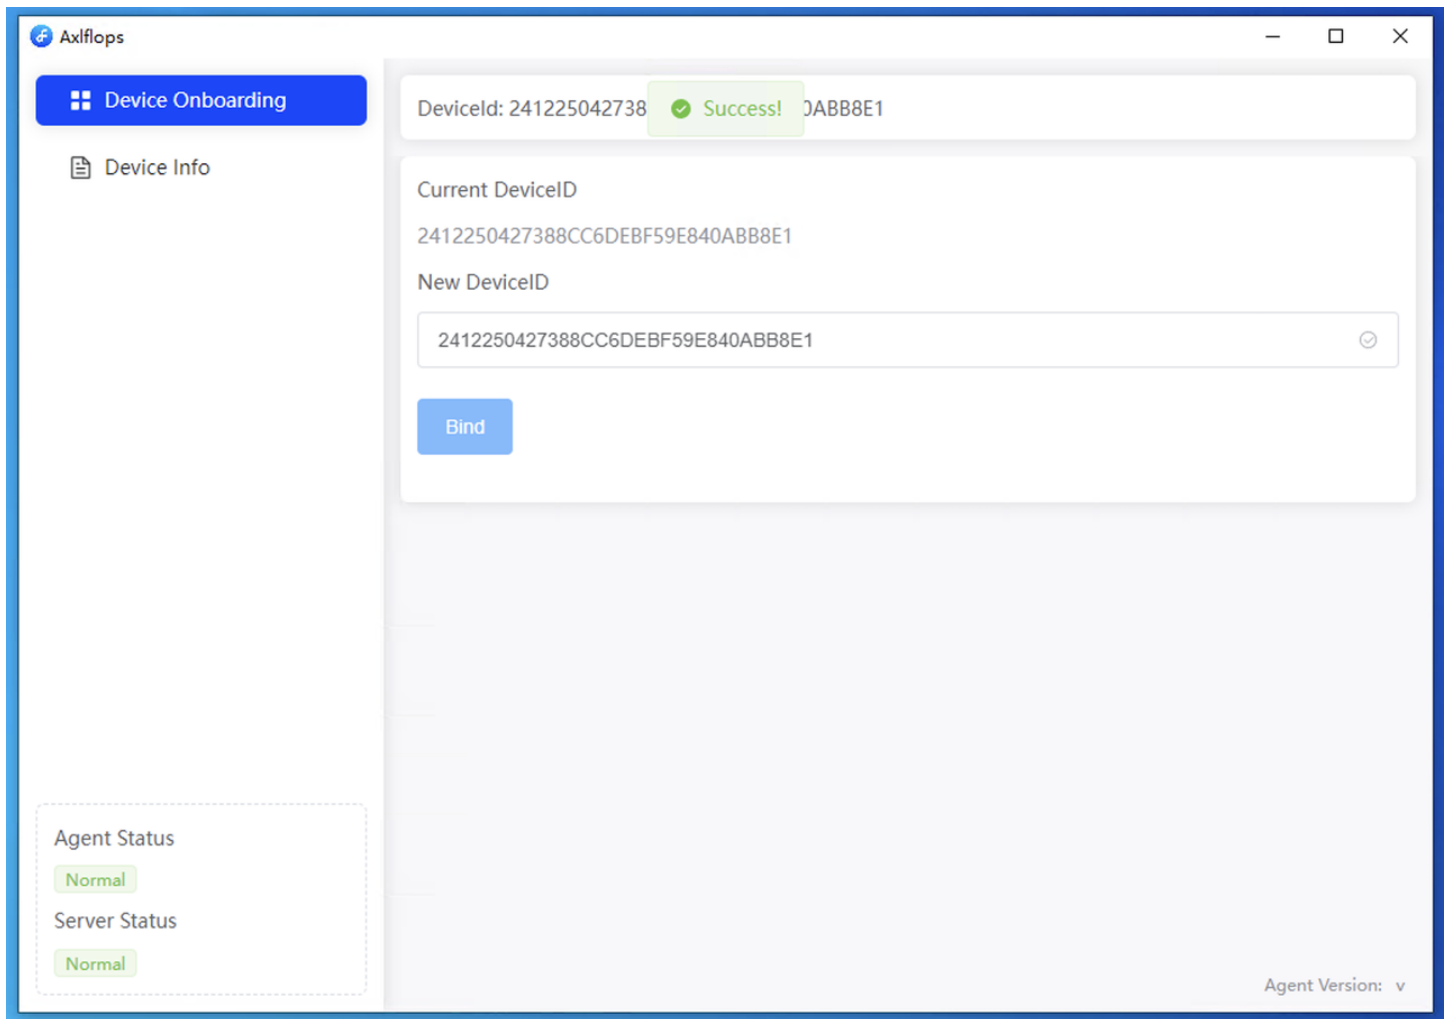 Axlflops
Device Onboarding
Device Info
DeviceId: 241225042738 Success! 0ABB8E1
Current DeviceID
2412250427388CC6DEBF59E840ABB8E1
New DeviceID
2412250427388CC6DEBF59E840ABB8E1
Bind
Agent Status
Normal
Server Status
Normal
Agent Version: v